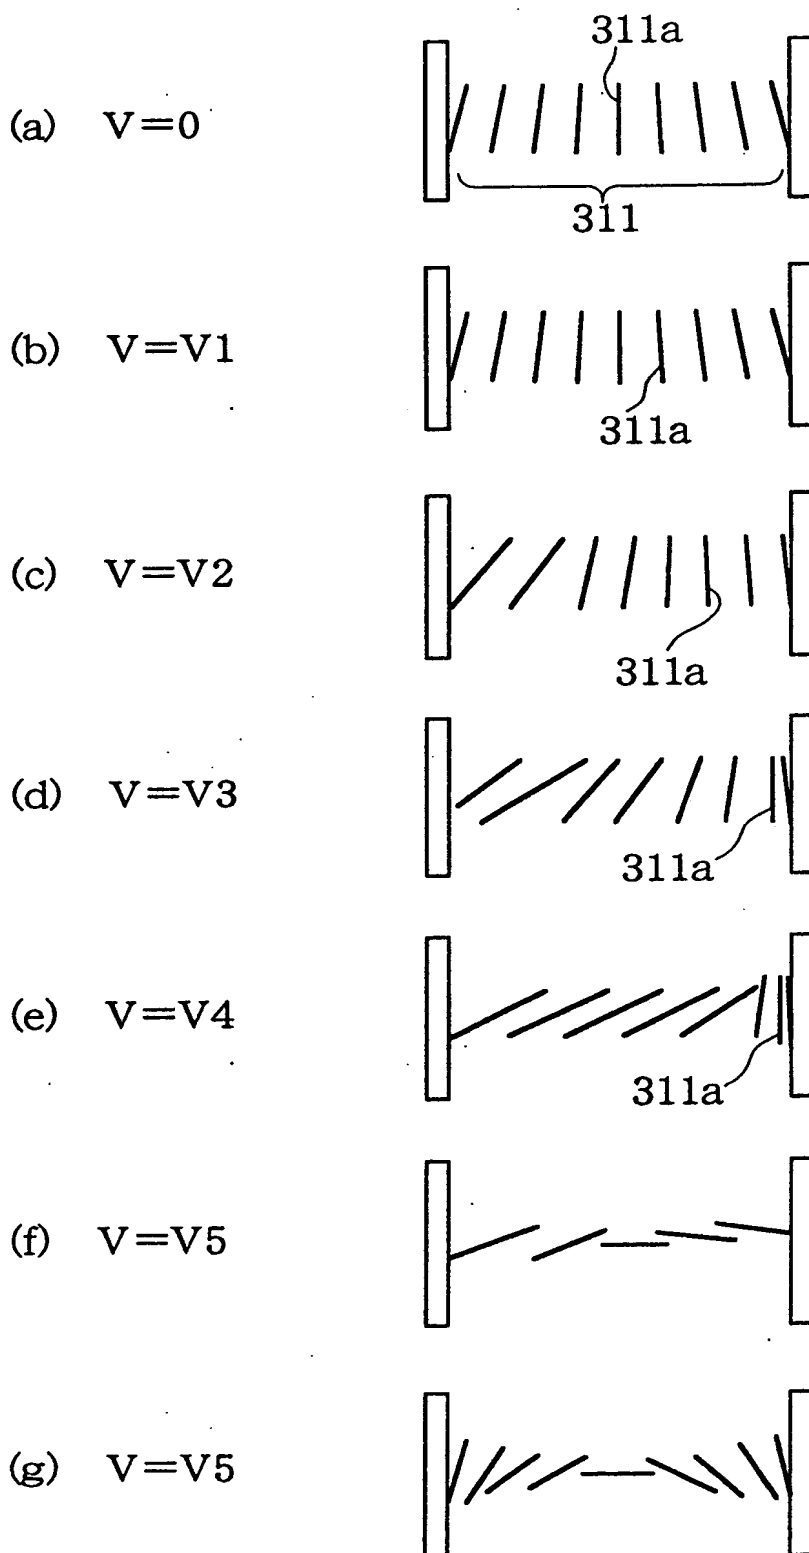 311a
(a) V=0
311
(b) V=V1
311a
(c) V=V2
311a
(d) V=V3
311a
(e) V=V4
311a
(f) V=V5
(g) V=V5